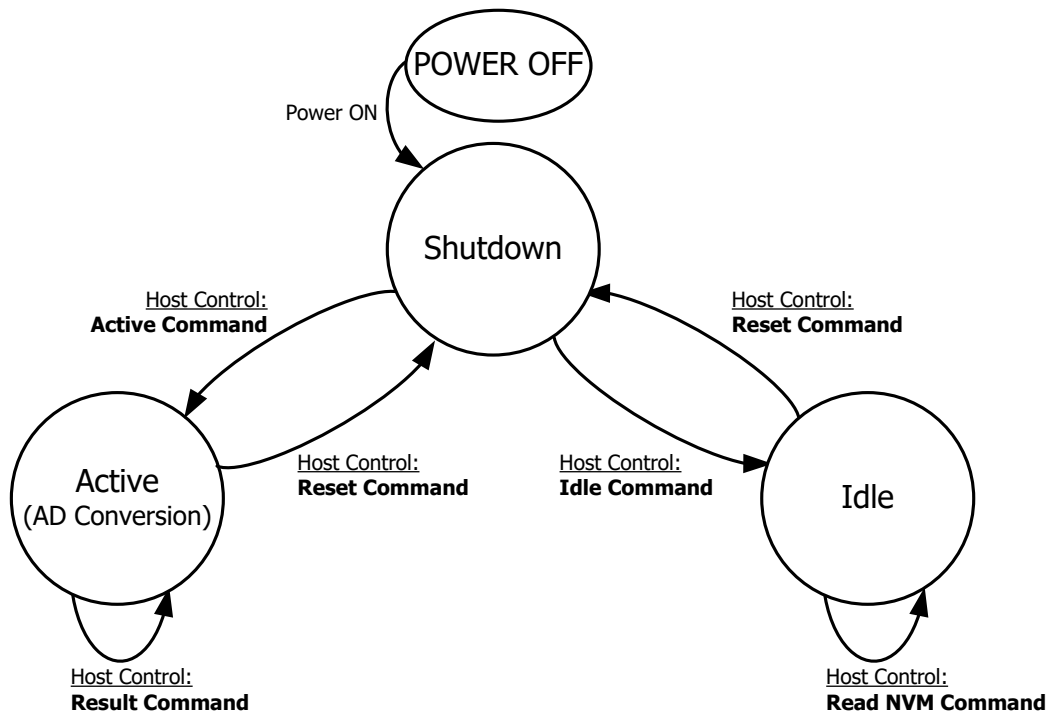 POWER OFF
Power ON
Shutdown
Host Control:
Active Command
Host Control:
Reset Command
Host Control:
Reset Command
Host Control:
Idle Command
Active
(AD Conversion)
Idle
Host Control:
Result Command
Host Control:
Read NVM Command